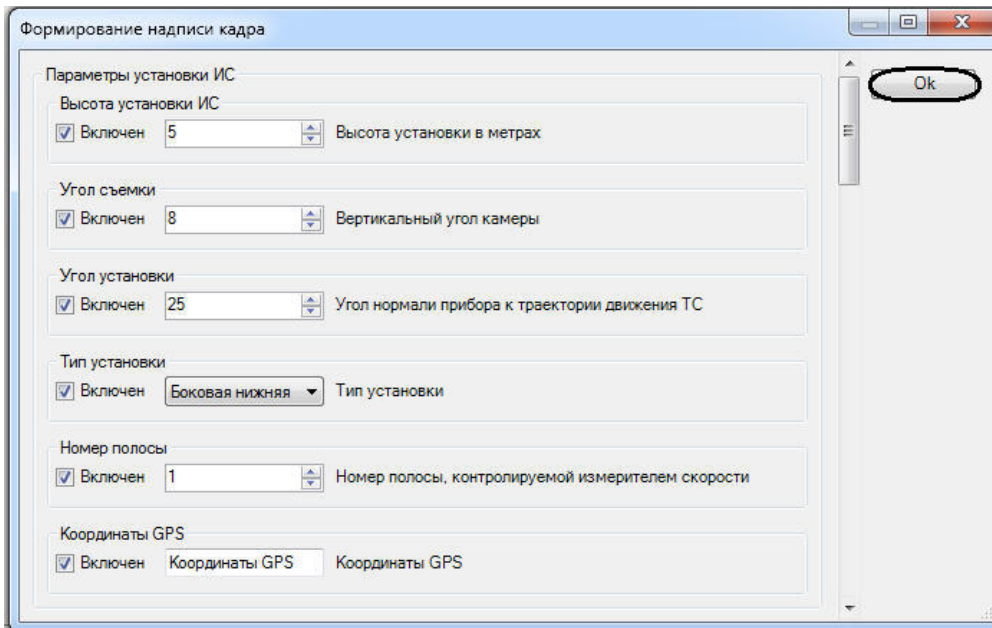 Формирование надписи кадра
Ok
Параметры установки ИС
Высота установки ИС
Включен 5 Высота установки в метрах
Угол съемки
Включен 8 Вертикальный угол камеры
Угол установки
Включен 25 Угол нормали прибора к траектории движения ТС
Тип установки
Включен Боковая нижняя Тип установки
Номер полосы
Включен 1 Номер полосы, контролируемой измерителем скорости
Координаты GPS
Включен Координаты GPS Координаты GPS